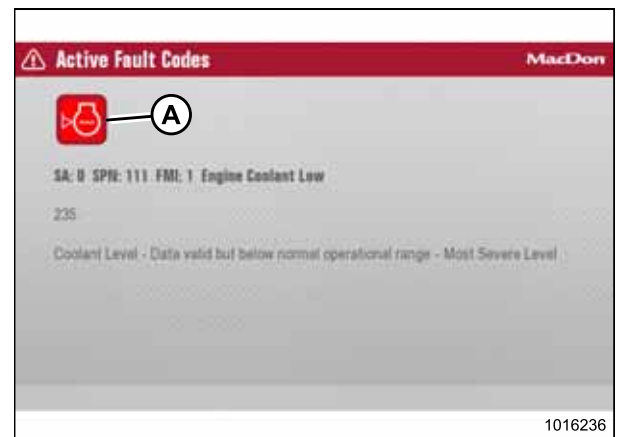 Active Fault Codes MacDon
A
SA: 0 SPN: 111 FMI: 1 Engine Coolant Low
235
Coolant Level - Data valid but below normal operational range - Most Severe Level
1016236